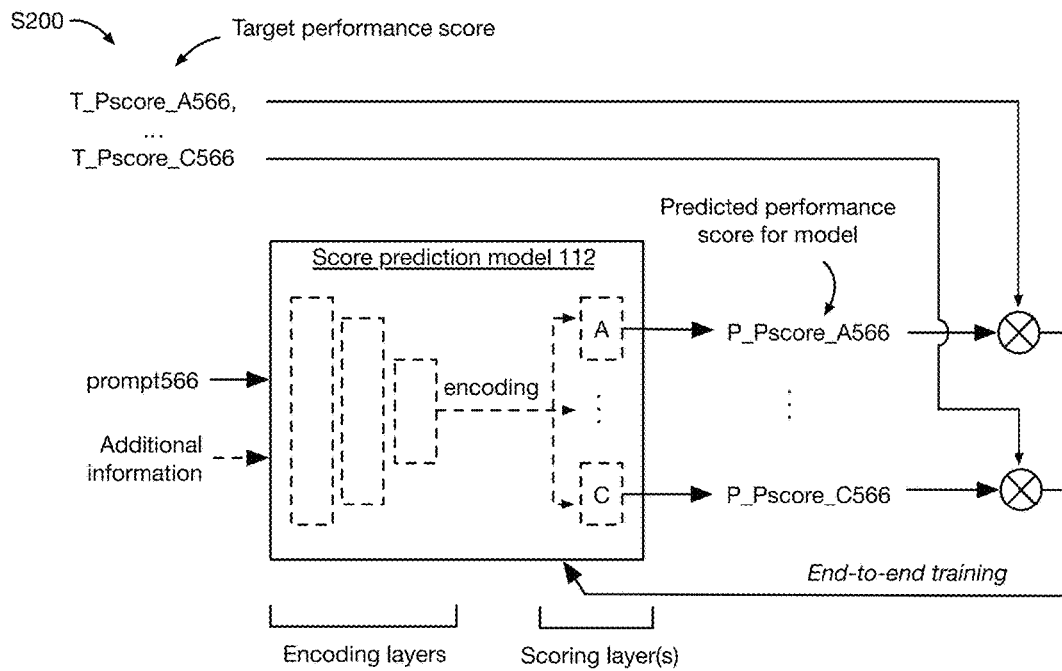 S200
Target performance score
T_Pscore_A566,
...
T_Pscore_C566
Predicted performance
score for model
Score prediction model 112
A
P_Pscore_A566
prompt566
encoding
Additional
information
C
P_Pscore_C566
End-to-end training
Encoding layers
Scoring layer(s)